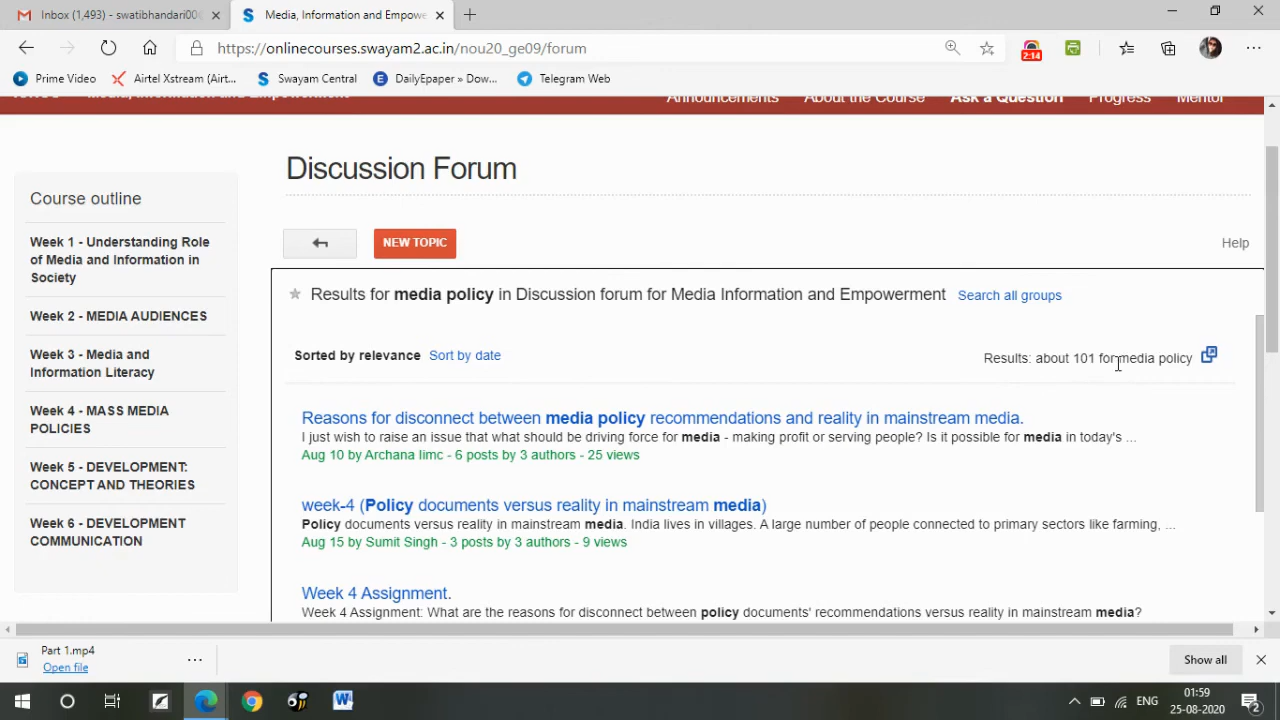 Inbox (1,493) - swatibhandari00
Media, Information and Empowe
https://onlinecourses.swayam2.ac.in/nou20_ge09/forum
2:14
Prime Video
Airtel Xstream (Airt...
Swayam Central
DailyEpaper » Dow...
Telegram Web
Media, Information and Empowerment
Announcements
About the Course
Ask a Question
Progress
Mentor
Discussion Forum
Course outline
Week 1 - Understanding Role
of Media and Information in
Society
Week 2 - MEDIA AUDIENCES
Week 3 - Media and
Information Literacy
Week 4 - MASS MEDIA
POLICIES
Week 5 - DEVELOPMENT:
CONCEPT AND THEORIES
Week 6 - DEVELOPMENT
COMMUNICATION
NEW TOPIC
Help
Results for media policy in Discussion forum for Media Information and Empowerment Search all groups
Sorted by relevance Sort by date
Results: about 101 for media policy
Reasons for disconnect between media policy recommendations and reality in mainstream media.
I just wish to raise an issue that what should be driving force for media - making profit or serving people? Is it possible for media in today's ...
Aug 10 by Archana Iimc - 6 posts by 3 authors - 25 views
week-4 (Policy documents versus reality in mainstream media)
Policy documents versus reality in mainstream media. India lives in villages. A large number of people connected to primary sectors like farming, ...
Aug 15 by Sumit Singh - 3 posts by 3 authors - 9 views
Week 4 Assignment.
Week 4 Assignment: What are the reasons for disconnect between policy documents' recommendations versus reality in mainstream media?
Part 1.mp4
Open file
Show all
ENG
01:59
25-08-2020
2